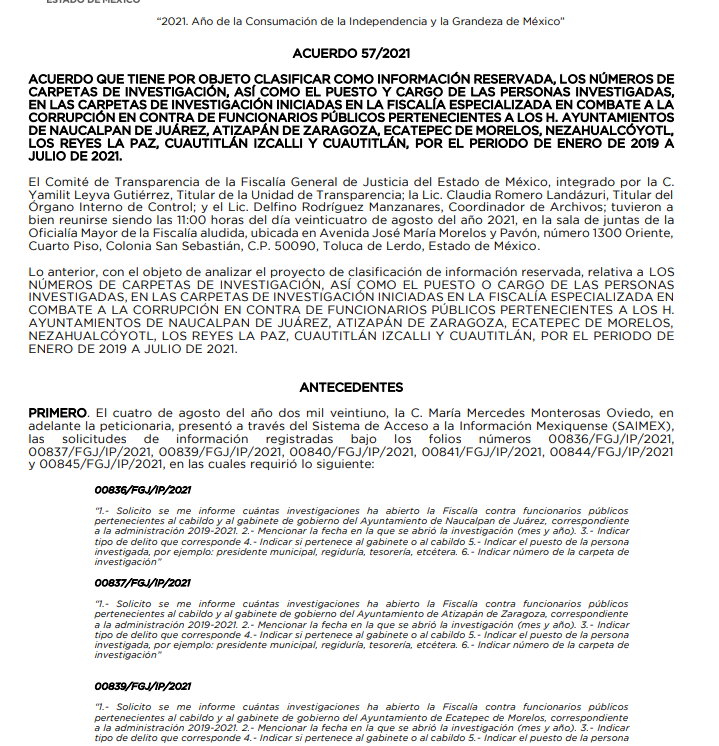 ESTADO DE MÉXICO
“2021. Año de la Consumación de la Independencia y la Grandeza de México”
ACUERDO 57/2021
ACUERDO QUE TIENE POR OBJETO CLASIFICAR COMO INFORMACIÓN RESERVADA, LOS NÚMEROS DE
CARPETAS DE INVESTIGACIÓN, ASÍ COMO EL PUESTO Y CARGO DE LAS PERSONAS INVESTIGADAS,
EN LAS CARPETAS DE INVESTIGACIÓN INICIADAS EN LA FISCALÍA ESPECIALIZADA EN COMBATE A LA
CORRUPCIÓN EN CONTRA DE FUNCIONARIOS PÚBLICOS PERTENECIENTES A LOS H. AYUNTAMIENTOS
DE NAUCALPAN DE JUÁREZ, ATIZAPÁN DE ZARAGOZA, ECATEPEC DE MORELOS, NEZAHUALCÓYOTL,
LOS REYES LA PAZ, CUAUTITLÁN IZCALLI Y CUAUTITLÁN, POR EL PERIODO DE ENERO DE 2019 A
JULIO DE 2021.
El Comité de Transparencia de la Fiscalía General de Justicia del Estado de México, integrado por la C.
Yamilit Leyva Gutiérrez, Titular de la Unidad de Transparencia; la Lic. Claudia Romero Landázuri, Titular del
Órgano Interno de Control; y el Lic. Delfino Rodríguez Manzanares, Coordinador de Archivos; tuvieron a
bien reunirse siendo las 11:00 horas del día veinticuatro de agosto del año 2021, en la sala de juntas de la
Oficialía Mayor de la Fiscalía aludida, ubicada en Avenida José María Morelos y Pavón, número 1300 Oriente,
Cuarto Piso, Colonia San Sebastián, C.P. 50090, Toluca de Lerdo, Estado de México.
Lo anterior, con el objeto de analizar el proyecto de clasificación de información reservada, relativa a LOS
NÚMEROS DE CARPETAS DE INVESTIGACIÓN, ASÍ COMO EL PUESTO O CARGO DE LAS PERSONAS
INVESTIGADAS, EN LAS CARPETAS DE INVESTIGACIÓN INICIADAS EN LA FISCALÍA ESPECIALIZADA EN
COMBATE A LA CORRUPCIÓN EN CONTRA DE FUNCIONARIOS PÚBLICOS PERTENECIENTES A LOS H.
AYUNTAMIENTOS DE NAUCALPAN DE JUÁREZ, ATIZAPÁN DE ZARAGOZA, ECATEPEC DE MORELOS,
NEZAHUALCÓYOTL, LOS REYES LA PAZ, CUAUTITLÁN IZCALLI Y CUAUTITLÁN, POR EL PERIODO DE
ENERO DE 2019 A JULIO DE 2021.
ANTECEDENTES
PRIMERO. El cuatro de agosto del año dos mil veintiuno, la C. María Mercedes Monterosas Oviedo, en
adelante la peticionaria, presentó a través del Sistema de Acceso a la Información Mexiquense (SAIMEX),
las solicitudes de información registradas bajo los folios números 00836/FGJ/IP/2021,
00837/FGJ/IP/2021, 00839/FGJ/IP/2021, 00840/FGJ/IP/2021, 00841/FGJ/IP/2021, 00844/FGJ/IP/2021
y 00845/FGJ/IP/2021, en las cuales requirió lo siguiente:
00836/FGJ/IP/2021
“1.- Solicito se me informe cuántas investigaciones ha abierto la Fiscalía contra funcionarios públicos
pertenecientes al cabildo y al gabinete de gobierno del Ayuntamiento de Naucalpan de Juárez, correspondiente
a la administración 2019-2021. 2.- Mencionar la fecha en la que se abrió la investigación (mes y año). 3.- Indicar
tipo de delito que corresponde 4.- Indicar si pertenece al gabinete o al cabildo 5.- Indicar el puesto de la persona
investigada, por ejemplo: presidente municipal, regiduría, tesorería, etcétera. 6.- Indicar número de la carpeta de
investigación”
00837/FGJ/IP/2021
“1.- Solicito se me informe cuántas investigaciones ha abierto la Fiscalía contra funcionarios públicos
pertenecientes al cabildo y al gabinete de gobierno del Ayuntamiento de Atizapán de Zaragoza, correspondiente
a la administración 2019-2021. 2.- Mencionar la fecha en la que se abrió la investigación (mes y año). 3.- Indicar
tipo de delito que corresponde 4.- Indicar si pertenece al gabinete o al cabildo 5.- Indicar el puesto de la persona
investigada, por ejemplo: presidente municipal, regiduría, tesorería, etcétera. 6.- Indicar número de la carpeta de
investigación”
00839/FGJ/IP/2021
“1.- Solicito se me informe cuántas investigaciones ha abierto la Fiscalía contra funcionarios públicos
pertenecientes al cabildo y al gabinete de gobierno del Ayuntamiento de Ecatepec de Morelos, correspondiente
a la administración 2019-2021. 2.- Mencionar la fecha en la que se abrió la investigación (mes y año). 3.- Indicar
tipo de delito que corresponde 4.- Indicar si pertenece al gabinete o al cabildo 5.- Indicar el puesto de la persona